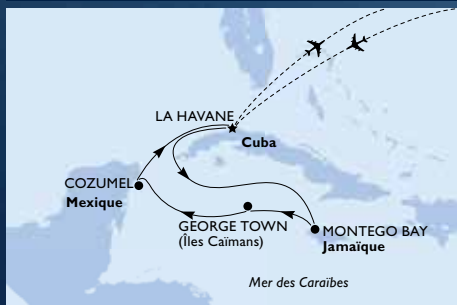 LA HAVANE
Cuba
COZUMEL
Mexique
GEORGE TOWN
(Îles Caïmans)
MONTEGO BAY
Jamaïque
Mer des Caraïbes